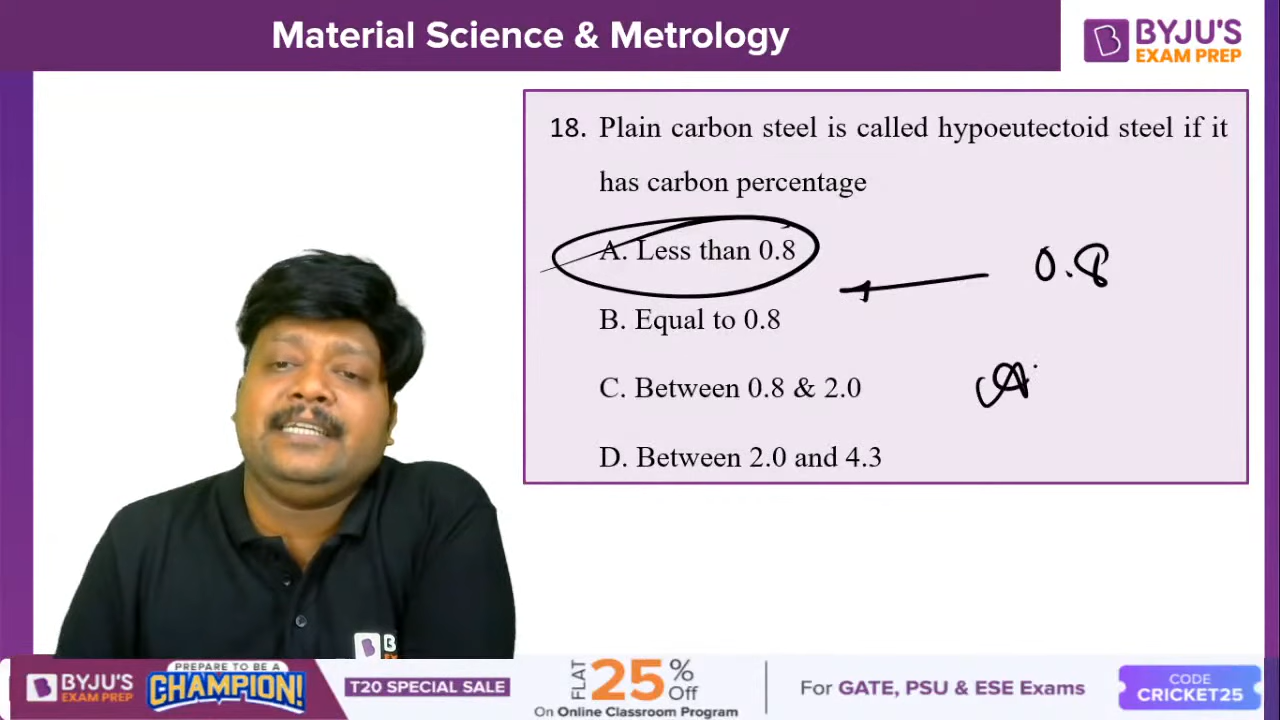 Material Science & Metrology
BYJU'S
EXAM PREP
18. Plain carbon steel is called hypoeutectoid steel if it
has carbon percentage
A. Less than 0.8
0.8
B. Equal to 0.8
C. Between 0.8 & 2.0
D. Between 2.0 and 4.3
BYJU'S
EXAM PREP
PREPARE TO BE A
CHAMPION!
T20 SPECIAL SALE
FLAT
25% Off
On Online Classroom Program
For GATE, PSU & ESE Exams
CODE
CRICKET25